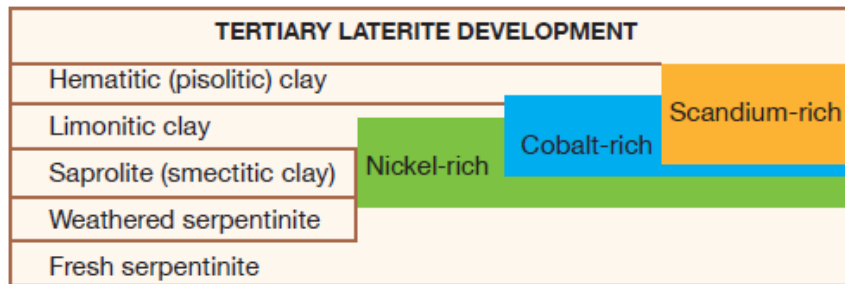 TERTIARY LATERITE DEVELOPMENT
Hematitic (pisolitic) clay
Limonitic clay
Saprolite (smectitic clay)
Weathered serpentinite
Fresh serpentinite
Nickel-rich
Cobalt-rich
Scandium-rich